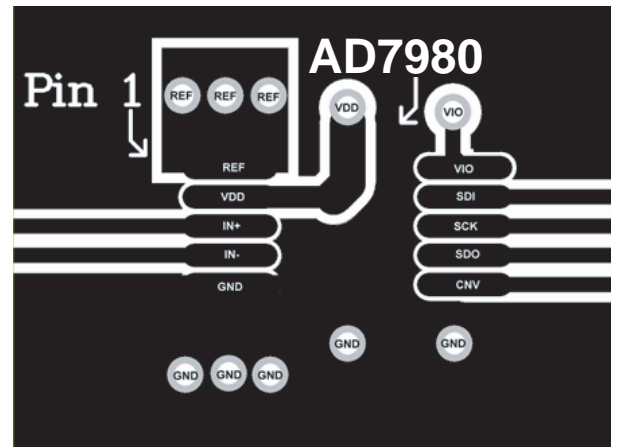 AD7980
Pin 1
REF REF REF
VDD
VIO
REF
VIO
VDD
SDI
IN+
SCK
IN-
SDO
GND
CNV
GND
GND
GND GND GND